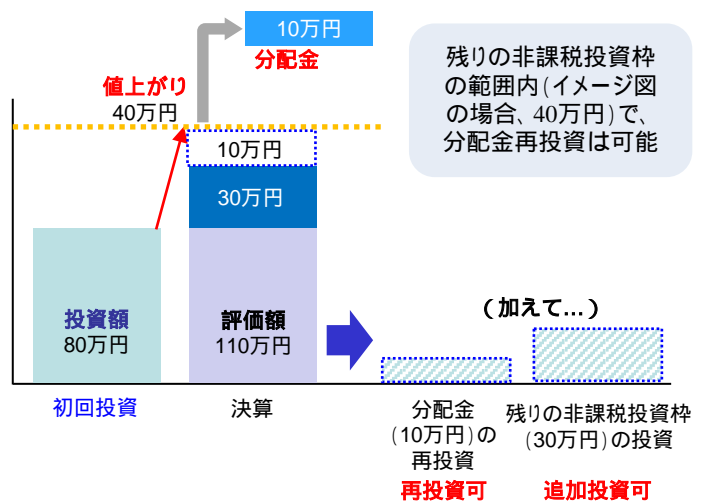 10万円
分配金
値上がり
40万円
残りの非課税投資枠
の範囲内(イメージ図
の場合、40万円)で、
分配金再投資は可能
10万円
30万円
投資額
80万円
評価額
110万円
(加えて...)
初回投資
決算
分配金
(10万円)の
再投資
再投資可
残りの非課税投資枠
(30万円)の投資
追加投資可